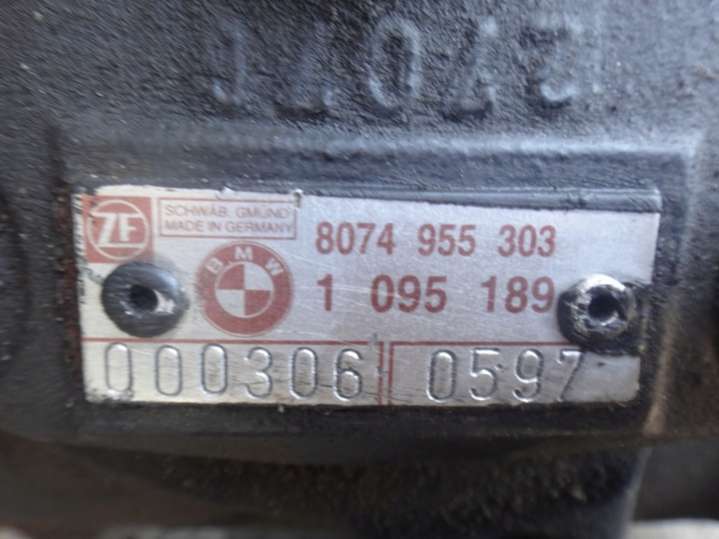 ZF
SCHWÄB. GMÜND
MADE IN GERMANY
8074 955 303
BMW
1 095 189
000306 0597